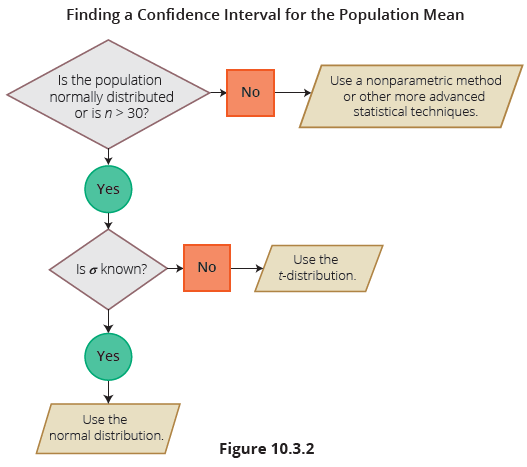 Finding a Confidence Interval for the Population Mean
Is the population
normally distributed
or is n > 30?
No
Use a nonparametric method
or other more advanced
statistical techniques.
Yes
Is σ known?
No
Use the
t-distribution.
Yes
Use the
normal distribution.
Figure 10.3.2